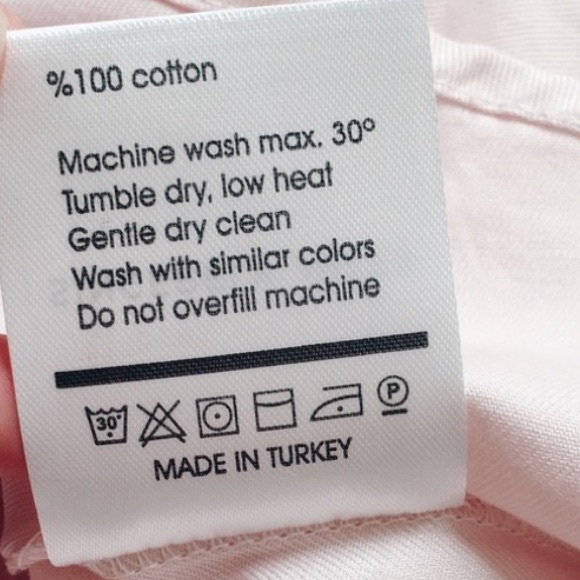 %100 cotton
Machine wash max. 30°
Tumble dry, low heat
Gentle dry clean
Wash with similar colors
Do not overfill machine
30° P
MADE IN TURKEY